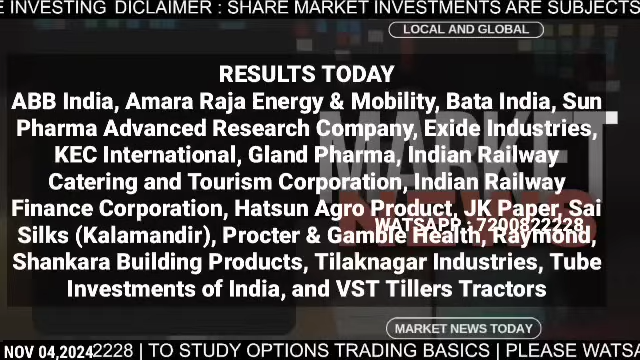 E INVESTING DICLAIMER : SHARE MARKET INVESTMENTS ARE SUBJECTS
LOCAL AND GLOBAL
RESULTS TODAY
ABB India, Amara Raja Energy & Mobility, Bata India, Sun
Pharma Advanced Research Company, Exide Industries,
KEC International, Gland Pharma, Indian Railway
Catering and Tourism Corporation, Indian Railway
Finance Corporation, Hatsun Agro Product, JK Paper, Sai
Silks (Kalamandir), Procter & Gamble Health, Raymond,
Shankara Building Products, Tilaknagar Industries, Tube
Investments of India, and VST Tillers Tractors
MARKET
NEWS
WATSAPP : 7200822228
MARKET NEWS TODAY
NOV 04,2024
2228 | TO STUDY OPTIONS TRADING BASICS | PLEASE WATSA